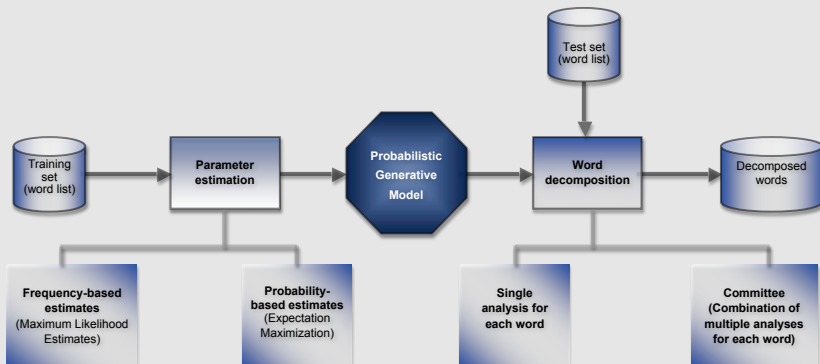 Test set
(word list)
Training
set
(word list)
Parameter
estimation
Probabilistic
Generative
Model
Word
decomposition
Decomposed
words
Frequency-based
estimates
(Maximum Likelihood
Estimates)
Probability-
based estimates
(Expectation
Maximization)
Single
analysis for
each word
Committee
(Combination of
multiple analyses
for each word)